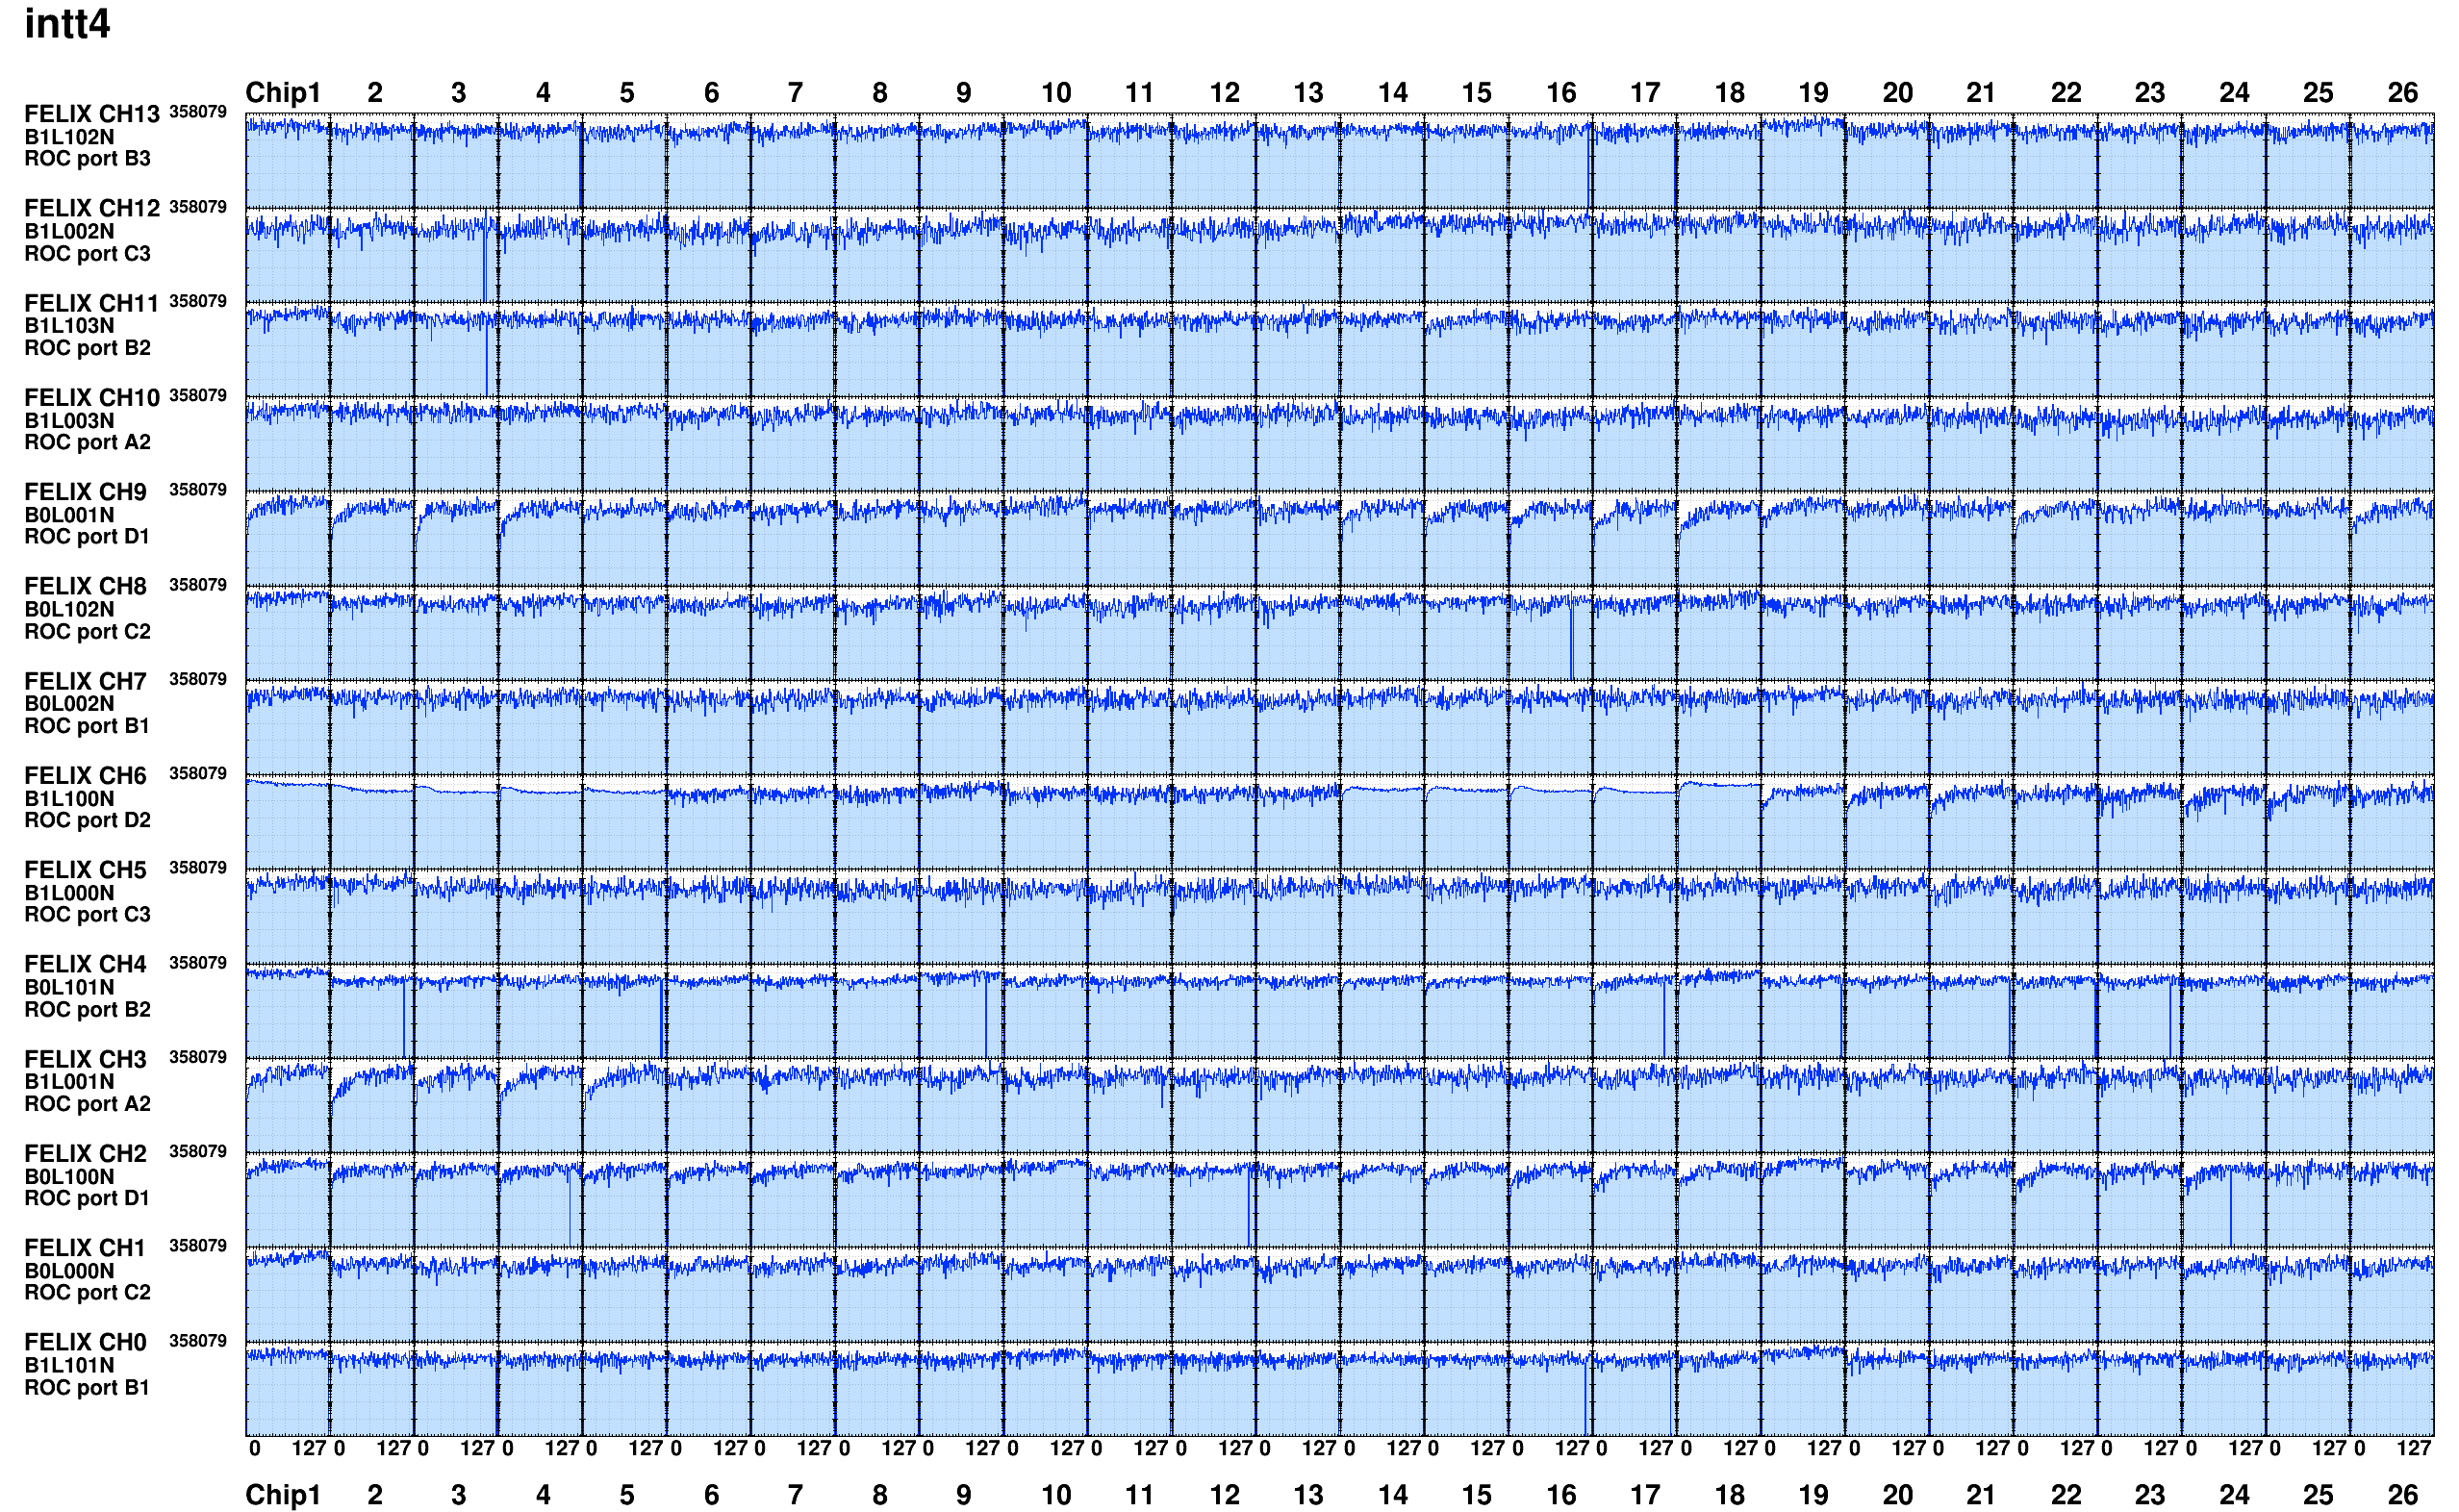 intt4
Chip1 2 3 4 5 6 7 8 9 10 11 12 13 14 15 16 17 18 19 20 21 22 23 24 25 26
FELIX CH13 358079
B1L102N
ROC port B3
FELIX CH12 358079
B1L002N
ROC port C3
FELIX CH11 358079
B1L103N
ROC port B2
FELIX CH10 358079
B1L003N
ROC port A2
FELIX CH9 358079
B0L001N
ROC port D1
FELIX CH8 358079
B0L102N
ROC port C2
FELIX CH7 358079
B0L002N
ROC port B1
FELIX CH6 358079
B1L100N
ROC port D2
FELIX CH5 358079
B1L000N
ROC port C3
FELIX CH4 358079
B0L101N
ROC port B2
FELIX CH3 358079
B1L001N
ROC port A2
FELIX CH2 358079
B0L100N
ROC port D1
FELIX CH1 358079
B0L000N
ROC port C2
FELIX CH0 358079
B1L101N
ROC port B1
0 127 0 127 0 127 0 127 0 127 0 127 0 127 0 127 0 127 0 127 0 127 0 127 0 127 0 127 0 127 0 127 0 127 0 127 0 127 0 127 0 127 0 127 0 127 0 127 0 127 0 127
Chip1 2 3 4 5 6 7 8 9 10 11 12 13 14 15 16 17 18 19 20 21 22 23 24 25 26